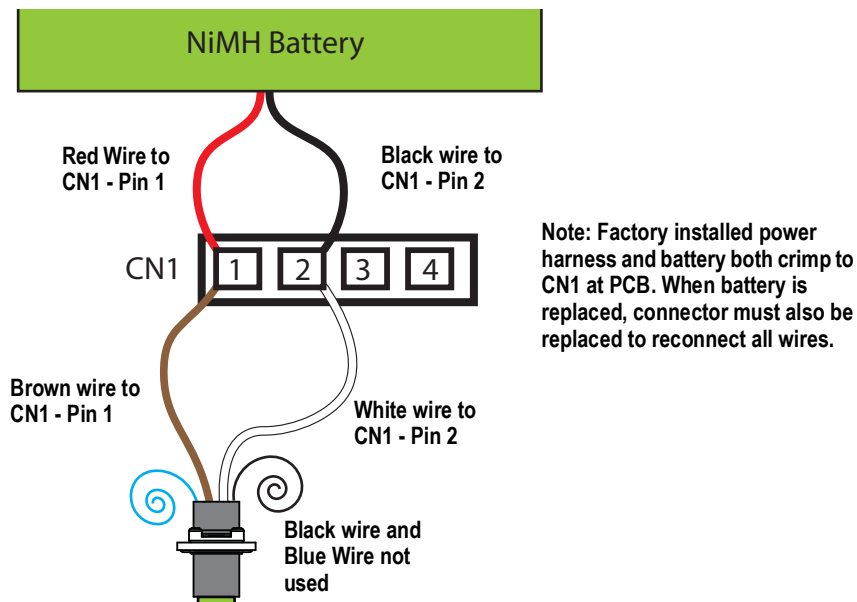 NiMH Battery
Red Wire to
CN1 - Pin 1
Black wire to
CN1 - Pin 2
CN1
1
2
3
4
Note: Factory installed power
harness and battery both crimp to
CN1 at PCB. When battery is
replaced, connector must also be
replaced to reconnect all wires.
Brown wire to
CN1 - Pin 1
White wire to
CN1 - Pin 2
Black wire and
Blue Wire not
used